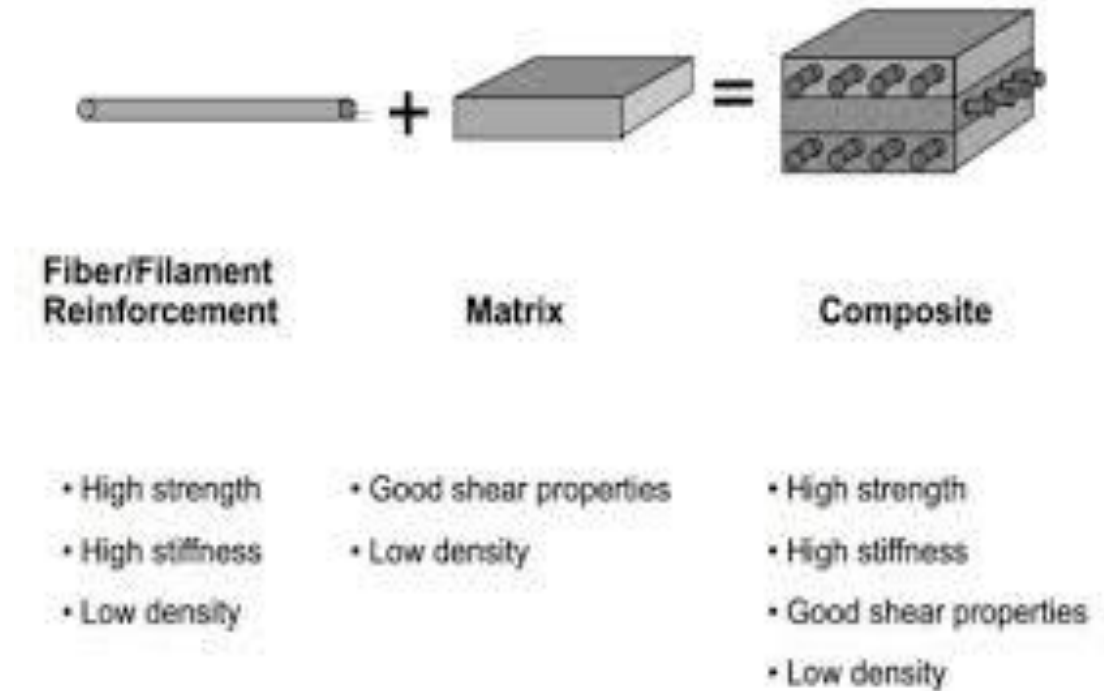 + =
Fiber/Filament
Reinforcement
Matrix
Composite
• High strength
• High stiffness
• Low density
• Good shear properties
• Low density
• High strength
• High stiffness
• Good shear properties
• Low density